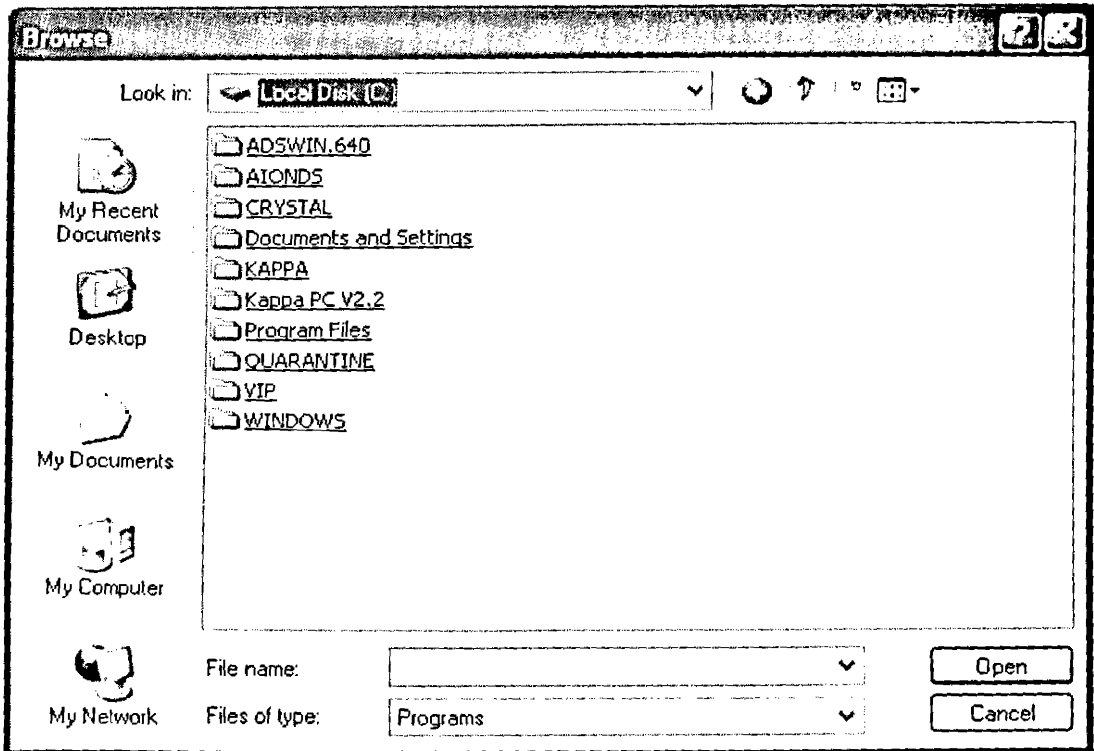 Browse
Look in: Local Disk (C:)
ADSWIN.640
AIONDS
CRYSTAL
Documents and Settings
KAPPA
Kappa PC V2.2
Program Files
QUARANTINE
VIP
WINDOWS
My Recent
Documents
Desktop
My Documents
My Computer
My Network
File name:
Open
Files of type: Programs
Cancel